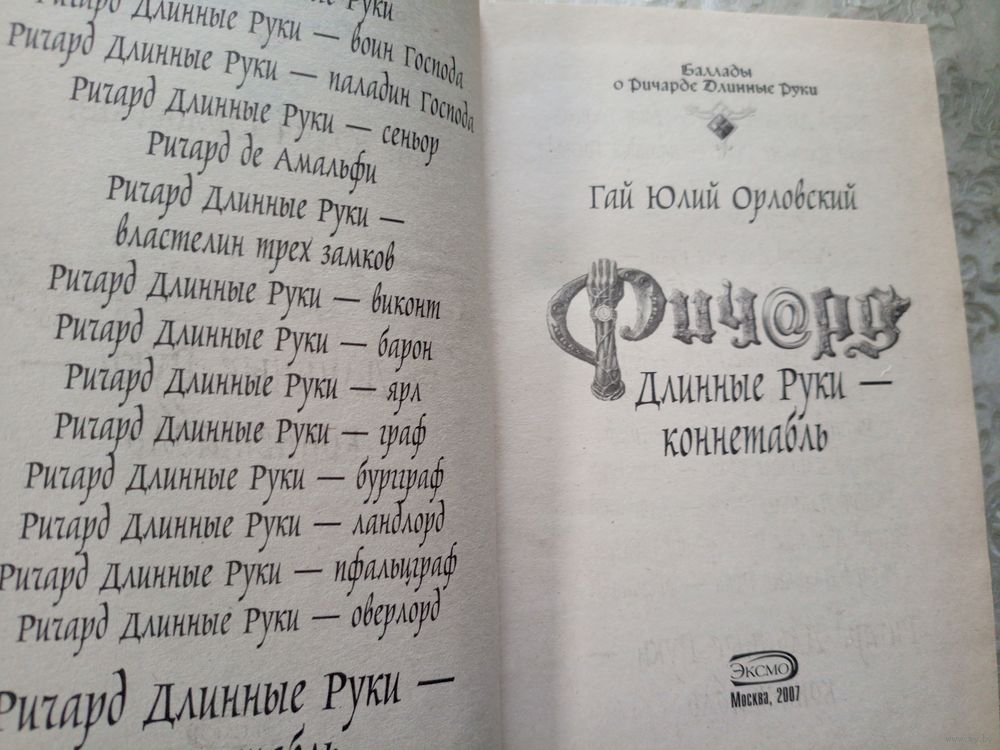 Руки
Ричард Длинные Руки — воин Господа
Ричард Длинные Руки — паладин Господа
Ричард Длинные Руки — сеньор
Ричард де Амальфи
Ричард Длинные Руки —
властелин трех замков
Ричард Длинные Руки — виконт
Ричард Длинные Руки — барон
Ричард Длинные Руки — ярл
Ричард Длинные Руки — граф
Ричард Длинные Руки — бургграф
Ричард Длинные Руки — ландлорд
Ричард Длинные Руки — пфальцграф
Ричард Длинные Руки — оверлорд
Ричард Длинные Руки —
Баллады
о Ричарде Длинные Руки
Гай Юлий Орловский
Рич@рд
Длинные Руки —
коннетабль
ЭКСМО
Москва, 2007